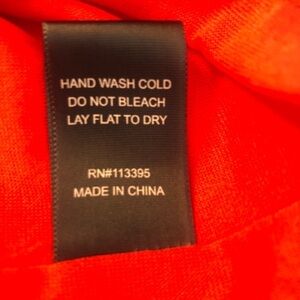 HAND WASH COLD
DO NOT BLEACH
LAY FLAT TO DRY
RN#113395
MADE IN CHINA